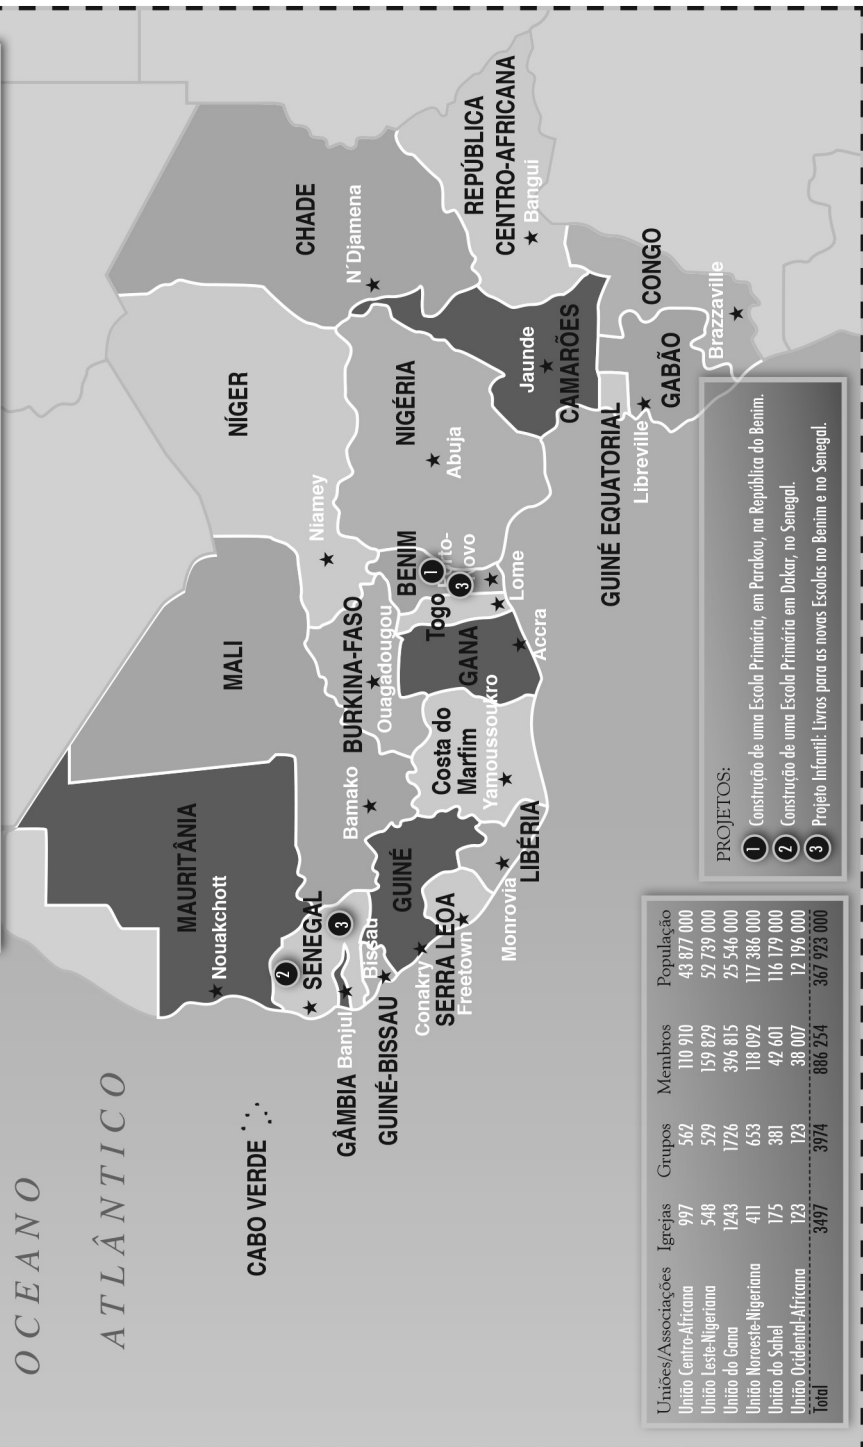 OCEANO
ATLÂNTICO
CABO VERDE
MAURITÂNIA
Nouakchott
MALI
Bamako
NÍGER
Niamey
CHADE
N´Djamena
SENEGAL
2
3
GÂMBIA
Banjul
Bissau
GUINÉ-BISSAU
GUINÉ
Conakry
SERRA LEOA
Freetown
LIBÉRIA
Monrovia
Costa do
Marfim
Yamoussoukro
BURKINA-FASO
Ouagadougou
GANA
Accra
Togo
Lome
BENIM
Porto-
Novo
1
3
NIGÉRIA
Abuja
CAMARÕES
Jaunde
REPÚBLICA
CENTRO-AFRICANA
Bangui
GUINÉ EQUATORIAL
Libreville
GABÃO
CONGO
Brazzaville
Uniões/Associações Igrejas Grupos Membros População
União Centro-Africana 997 562 110 910 43 877 000
União Leste-Nigeriana 548 529 159 829 52 739 000
União do Gana 1243 1726 396 815 25 546 000
União Noroeste-Nigeriana 411 653 118 092 117 386 000
União do Sahel 175 381 42 601 116 179 000
União Ocidental-Africana 123 123 38 007 12 196 000
Total 3497 3974 886 254 367 923 000
PROJETOS:
1 Construção de uma Escola Primária, em Parakou, na República do Benim.
2 Construção de uma Escola Primária em Dakar, no Senegal.
3 Projeto Infantil: Livros para as novas Escolas no Benim e no Senegal.